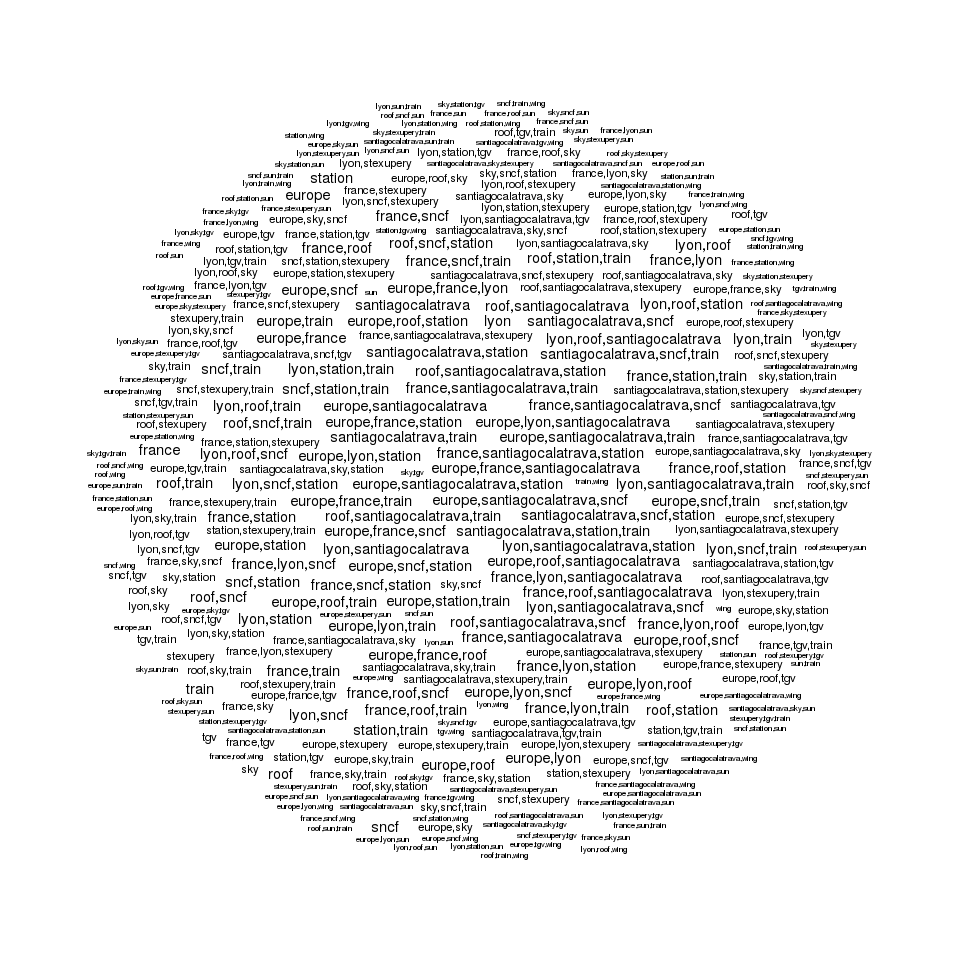 lyon,sun,train sky,station,tgv sncf,train,wing
roof,sncf,sun france,sun france,roof,sun sky,sncf,sun
lyon,tgv,wing lyon,station,wing roof,station,wing france,sncf,sun
station,wing sky,stexupery,train roof,tgv,train sky,sun france,lyon,sun
europe,sky,sun santiagocalatrava,sun,train santiagocalatrava,tgv,wing sky,stexupery,sun
lyon,stexupery,sun lyon,sncf,sun lyon,station,tgv france,roof,sky roof,sky,stexupery
sky,station,sun lyon,stexupery santiagocalatrava,sky,stexupery santiagocalatrava,sncf,sun europe,roof,sun
sncf,sun,train station europe,roof,sky sky,sncf,station france,lyon,sky station,sun,train
lyon,train,wing france,stexupery lyon,roof,stexupery santiagocalatrava,station,wing
roof,station,sun europe lyon,sncf,stexupery santiagocalatrava,sky europe,lyon,sky france,train,wing
france,sky,tgv france,stexupery,sun france,sncf lyon,station,stexupery europe,station,tgv lyon,sncf,wing roof,tgv
france,lyon,wing europe,sky,sncf lyon,santiagocalatrava,tgv france,roof,stexupery
lyon,sky,tgv europe,tgv france,station,tgv station,tgv,wing santiagocalatrava,sky,sncf roof,station,stexupery europe,station,sun
france,wing roof,station,tgv france,roof roof,sncf,station lyon,santiagocalatrava,sky lyon,roof sncf,tgv,wing station,train,wing
roof,sun lyon,tgv,train sncf,station,stexupery france,sncf,train roof,station,train france,lyon france,station,wing
lyon,roof,sky europe,station,stexupery santiagocalatrava,sncf,stexupery roof,santiagocalatrava,sky sky,station,stexupery
roof,tgv,wing france,lyon,tgv europe,sncf sun europe,france,lyon roof,santiagocalatrava,stexupery europe,france,sky tgv,train,wing
europe,france,sun stexupery,tgv
europe,sky,stexupery france,sncf,stexupery santiagocalatrava roof,santiagocalatrava lyon,roof,station roof,santiagocalatrava,wing
stexupery,train europe,train europe,roof,station lyon santiagocalatrava,sncf europe,roof,stexupery france,sky,stexupery
lyon,sky,sncf france,santiagocalatrava,stexupery lyon,tgv
lyon,sky,sun france,roof,tgv europe,france lyon,roof,santiagocalatrava lyon,train sky,stexupery
europe,stexupery,tgv santiagocalatrava,sncf,tgv santiagocalatrava,station santiagocalatrava,sncf,train roof,sncf,stexupery
sky,train sncf,train lyon,station,train roof,santiagocalatrava,station france,station,train sky,station,train santiagocalatrava,train,wing
france,stexupery,tgv
europe,train,wing sncf,stexupery,train sncf,station,train france,santiagocalatrava,train santiagocalatrava,station,stexupery sky,sncf,stexupery
sncf,tgv,train lyon,roof,train europe,santiagocalatrava france,santiagocalatrava,sncf santiagocalatrava,tgv
station,stexupery,sun santiagocalatrava,sncf,wing
roof,stexupery roof,sncf,train europe,france,station europe,lyon,santiagocalatrava santiagocalatrava,stexupery
europe,station,wing france,station,stexupery santiagocalatrava,train europe,santiagocalatrava,train france,santiagocalatrava,tgv
sky,tgv,train france lyon,roof,sncf europe,lyon,station france,santiagocalatrava,station europe,santiagocalatrava,sky lyon,sky,stexupery
roof,sncf,wing europe,tgv,train santiagocalatrava,sky,station sky,tgv europe,france,santiagocalatrava france,roof,station france,sncf,tgv
roof,wing sncf,stexupery,sun
europe,sun,train roof,train lyon,sncf,station europe,santiagocalatrava,station train,wing lyon,santiagocalatrava,train roof,sky,sncf
france,station,sun france,stexupery,train europe,france,train europe,santiagocalatrava,sncf europe,sncf,train sncf,station,tgv
europe,roof,wing
lyon,sky,train france,station roof,santiagocalatrava,train santiagocalatrava,sncf,station europe,sncf,stexupery
lyon,roof,tgv station,stexupery,train europe,france,sncf santiagocalatrava,station,train lyon,santiagocalatrava,stexupery
lyon,sncf,tgv europe,station lyon,santiagocalatrava lyon,santiagocalatrava,station lyon,sncf,train roof,stexupery,sun
sncf,wing france,sky,sncf france,lyon,sncf europe,sncf,station europe,roof,santiagocalatrava santiagocalatrava,station,tgv
sncf,tgv sky,station sncf,station france,sncf,station sky,sncf france,lyon,santiagocalatrava roof,santiagocalatrava,tgv
roof,sky roof,sncf france,roof,santiagocalatrava lyon,stexupery,train
lyon,sky europe,sky,tgv europe,roof,train europe,station,train lyon,santiagocalatrava,sncf wing europe,sky,station
europe,sun roof,sncf,tgv lyon,station europe,stexupery,sun sncf,sun europe,lyon,train roof,santiagocalatrava,sncf france,lyon,roof europe,lyon,tgv
tgv,train lyon,sky,station france,santiagocalatrava,sky lyon,sun france,santiagocalatrava europe,roof,sncf france,tgv,train
stexupery france,lyon,stexupery europe,france,roof europe,santiagocalatrava,stexupery station,sun roof,stexupery,tgv
sky,sun,train roof,sky,train france,train santiagocalatrava,sky,train france,lyon,station europe,france,stexupery sun,train
train roof,stexupery,train europe,wing santiagocalatrava,stexupery,train europe,lyon,roof europe,roof,tgv
roof,sky,sun europe,france,tgv france,roof,sncf europe,lyon,sncf europe,france,wing europe,santiagocalatrava,wing
stexupery,sun france,sky lyon,sncf france,roof,train lyon,wing france,lyon,train roof,station santiagocalatrava,sky,sun
station,stexupery,tgv sky,sncf,tgv europe,santiagocalatrava,tgv stexupery,tgv,train
santiagocalatrava,station,sun station,train tgv,wing santiagocalatrava,tgv,train station,tgv,train sncf,station,sun
tgv france,tgv europe,stexupery europe,stexupery,train europe,lyon,stexupery santiagocalatrava,stexupery,tgv
france,roof,wing station,tgv europe,sky,train europe,roof europe,lyon europe,sncf,tgv santiagocalatrava,wing
sky roof france,sky,train roof,sky,tgv france,sky,station station,stexupery lyon,santiagocalatrava,sun
stexupery,sun,train roof,sky,station santiagocalatrava,stexupery,sun france,santiagocalatrava,wing
europe,sncf,sun lyon,santiagocalatrava,wing france,tgv,wing sncf,stexupery europe,santiagocalatrava,sun
europe,lyon,wing santiagocalatrava,sun,wing sky,sncf,train france,santiagocalatrava,sun
france,sncf,wing sncf,station,wing roof,santiagocalatrava,sun lyon,stexupery,tgv
roof,sun,train sncf europe,sky santiagocalatrava,sky,tgv france,sun,train
europe,lyon,sun europe,sncf,wing sncf,stexupery,tgv france,sky,sun
lyon,roof,sun lyon,station,sun europe,tgv,wing lyon,roof,wing
roof,train,wing